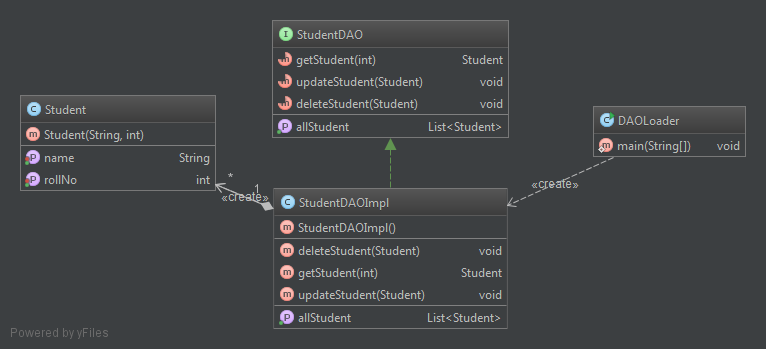 I StudentDAO
m getStudent(int) Student
m updateStudent(Student) void
m deleteStudent(Student) void
P allStudent List<Student>
C Student
m Student(String, int)
P name String
P rollNo int
C DAOLoader
m main(String[]) void
*
1
«create»
«create»
C StudentDAOImpl
m StudentDAOImpl()
m deleteStudent(Student) void
m getStudent(int) Student
m updateStudent(Student) void
P allStudent List<Student>
Powered by yFiles